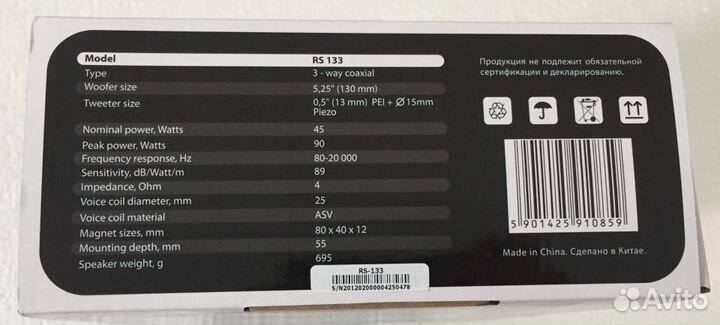 Model RS 133
Type 3 - way coaxial
Woofer size 5,25" (130 mm)
Tweeter size 0,5" (13 mm) PEI + Ø 15mm
Piezo
Nominal power, Watts 45
Peak power, Watts 90
Frequency response, Hz 80-20 000
Sensitivity, dB/Watt/m 89
Impedance, Ohm 4
Voice coil diameter, mm 25
Voice coil material ASV
Magnet sizes, mm 80 x 40 x 12
Mounting depth, mm 55
Speaker weight, g 695
RS-133
S/N201202000004250478
Продукция не подлежит обязательной
сертификации и декларированию.
5 901425 910859
Made in China. Сделано в Китае.
Avito